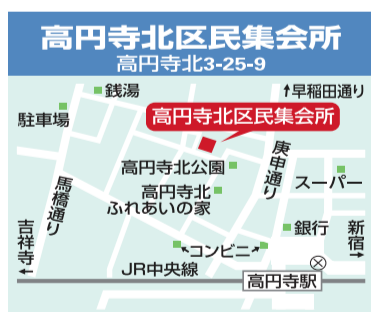 高円寺北区民集会所
高円寺北3-25-9
銭湯
↑早稲田通り
駐車場
高円寺北区民集会所
庚申通り
高円寺北公園
スーパー
高円寺北
ふれあいの家
馬橋通り
吉祥寺
←
銀行
新宿
→
コンビニ
JR中央線
高円寺駅